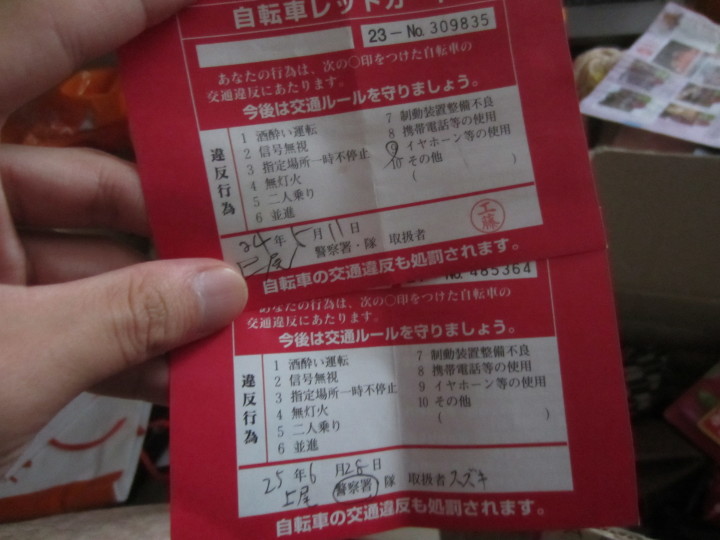 自転車レッドカード
23-No. 309835
あなたの行為は、次の○印をつけた自転車の
交通違反にあたります。
今後は交通ルールを守りましょう。
違反行為
1 酒酔い運転
2 信号無視
3 指定場所一時不停止
4 無灯火
5 二人乗り
6 並進
7 制動装置整備不良
8 携帯電話等の使用
9 イヤホーン等の使用
10 その他
( )
24年5月11日
上尾 警察署・隊 取扱者 工藤
自転車の交通違反も処罰されます。
No. 485364
あなたの行為は、次の○印をつけた自転車の
交通違反にあたります。
今後は交通ルールを守りましょう。
違反行為
1 酒酔い運転
2 信号無視
3 指定場所一時不停止
4 無灯火
5 二人乗り
6 並進
7 制動装置整備不良
8 携帯電話等の使用
9 イヤホーン等の使用
10 その他
( )
25年6月28日
上尾 警察署・隊 取扱者 スズキ
自転車の交通違反も処罰されます。